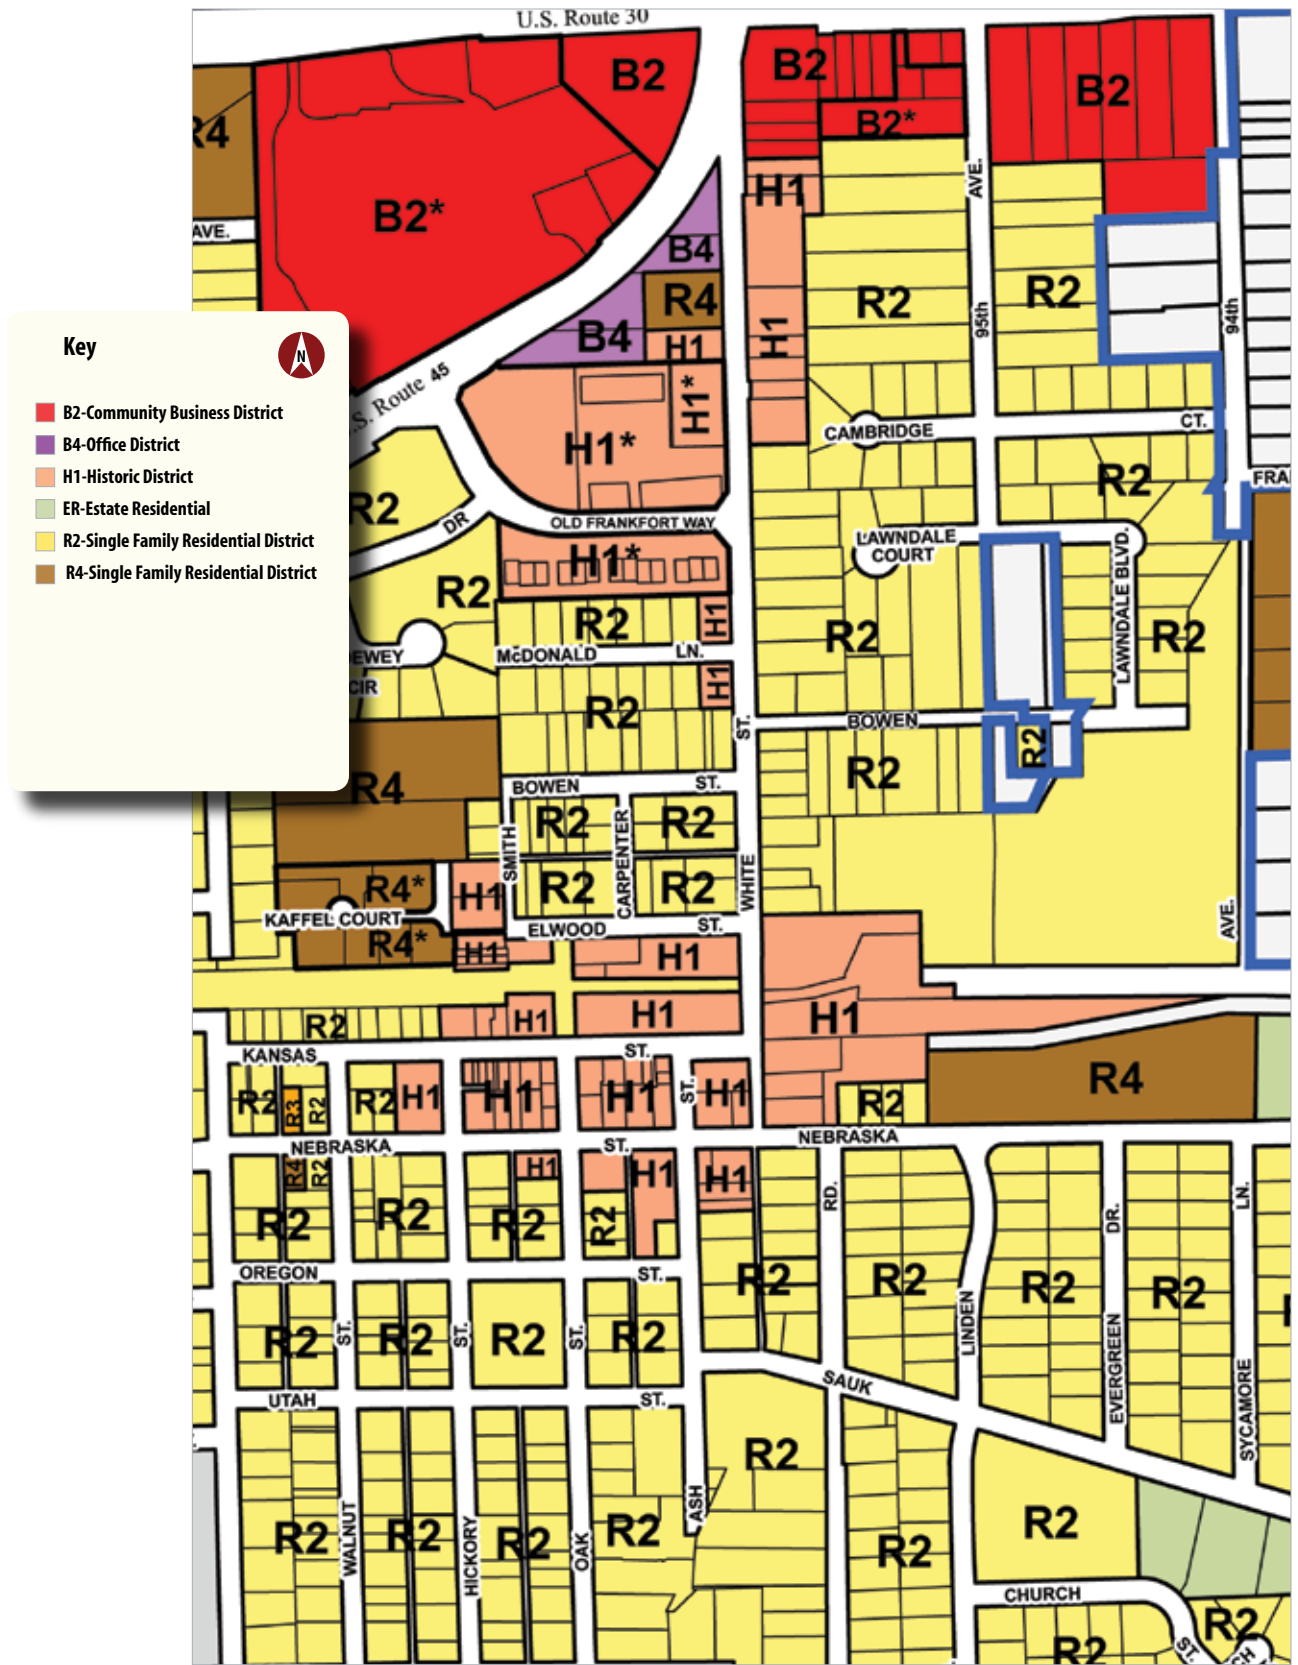 U.S. Route 30
B2
B2
B2
R4
B2*
H1
AVE.
B2*
AVE.
B4
R4
R2
R2
B4
H1
H1
95th
94th
Key
N
B2-Community Business District
B4-Office District
H1-Historic District
ER-Estate Residential
R2-Single Family Residential District
R4-Single Family Residential District
U.S. Route 45
H1*
H1*
CAMBRIDGE
CT.
R2
R2
FRA
DR
OLD FRANKFORT WAY
LAWNDALE
COURT
H1*
R2
R2
H1
R2
LAWNDALE BLVD.
R2
DEWEY
CIR
McDONALD
LN.
H1
R2
ST.
BOWEN
R2
R2
R4
BOWEN
ST.
R2
R2
SMITH
CARPENTER
WHITE
R4*
H1
R2
R2
KAFFEL COURT
ELWOOD
ST.
AVE.
R4*
H1
H1
R2
H1
H1
H1
R4
KANSAS
ST.
R2
R3
R2
R2
H1
H1
H1
ST.
H1
R2
NEBRASKA
ST.
NEBRASKA
R4
R2
H1
H1
H1
R2
R2
R2
R2
RD.
DR.
LN.
OREGON
ST.
R2
R2
R2
R2
R2
R2
ST.
R2
ST.
R2
ST.
R2
LINDEN
EVERGREEN
SYCAMORE
UTAH
ST.
SAUK
R2
R2
WALNUT
R2
HICKORY
R2
OAK
R2
ASH
R2
R2
CHURCH
ST.
R2
R2
CH